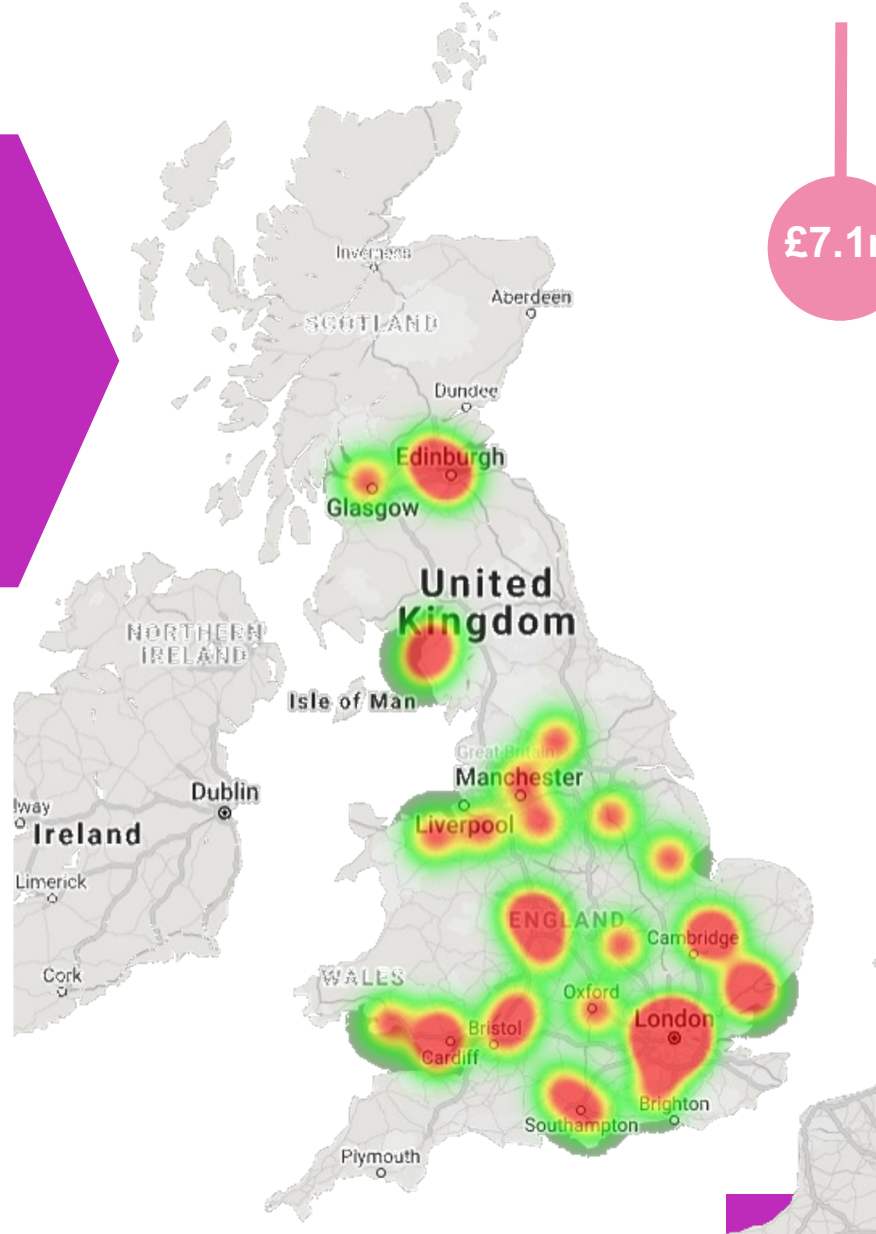 £7.1
Inverness
Aberdeen
SCOTLAND
Dundee
Edinburgh
Glasgow
United
Kingdom
NORTHERN
IRELAND
Isle of Man
Great Britain
Manchester
Dublin
lway
Liverpool
Ireland
Limerick
ENGLAND
Cambridge
Cork
WALES
Oxford
London
Bristol
Cardiff
Brighton
Southampton
Plymouth